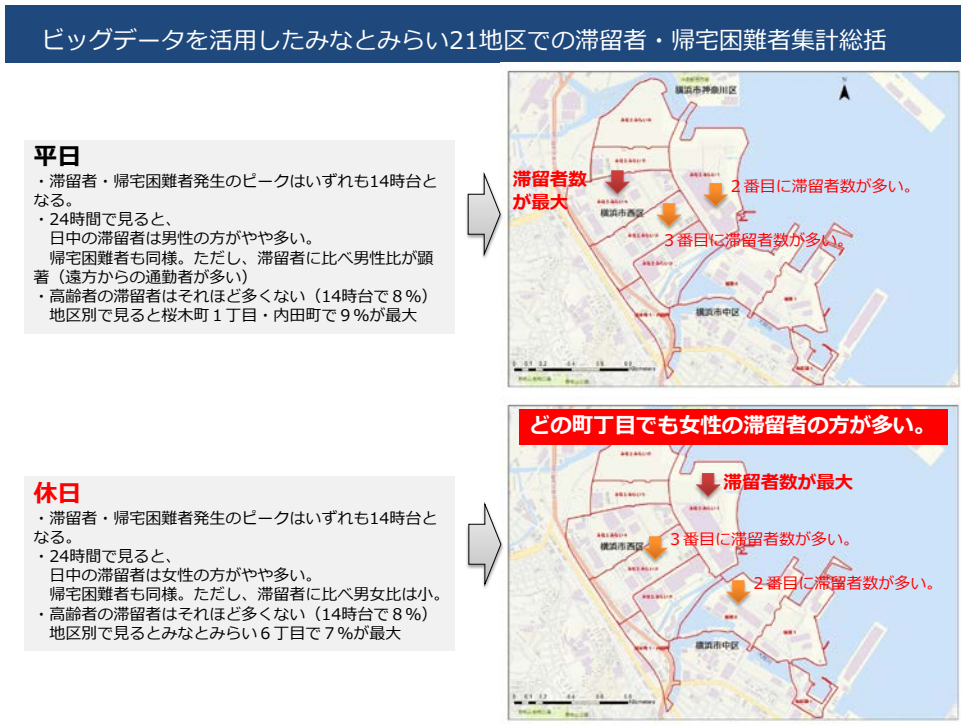 ビッグデータを活用したみなとみらい21地区での滞留者・帰宅困難者集計総括
平日
・滞留者・帰宅困難者発生のピークはいずれも14時台と
なる。
・24時間で見ると、
日中の滞留者は男性の方がやや多い。
帰宅困難者も同様。ただし、滞留者に比べ男性比が顕
著（遠方からの通勤者が多い）
・高齢者の滞留者はそれほど多くない（14時台で８％）
地区別で見ると桜木町１丁目・内田町で９％が最大
横浜市神奈川区
N
滞留者数
が最大
２番目に滞留者数が多い。
横浜市西区
３番目に滞留者数が多い。
横浜市中区
休日
・滞留者・帰宅困難者発生のピークはいずれも14時台と
なる。
・24時間で見ると、
日中の滞留者は女性の方がやや多い。
帰宅困難者も同様。ただし、滞留者に比べ男女比は小。
・高齢者の滞留者はそれほど多くない（14時台で８％）
地区別で見るとみなとみらい６丁目で７％が最大
どの町丁目でも女性の滞留者の方が多い。
滞留者数が最大
３番目に滞留者数が多い。
横浜市西区
２番目に滞留者数が多い。
横浜市中区